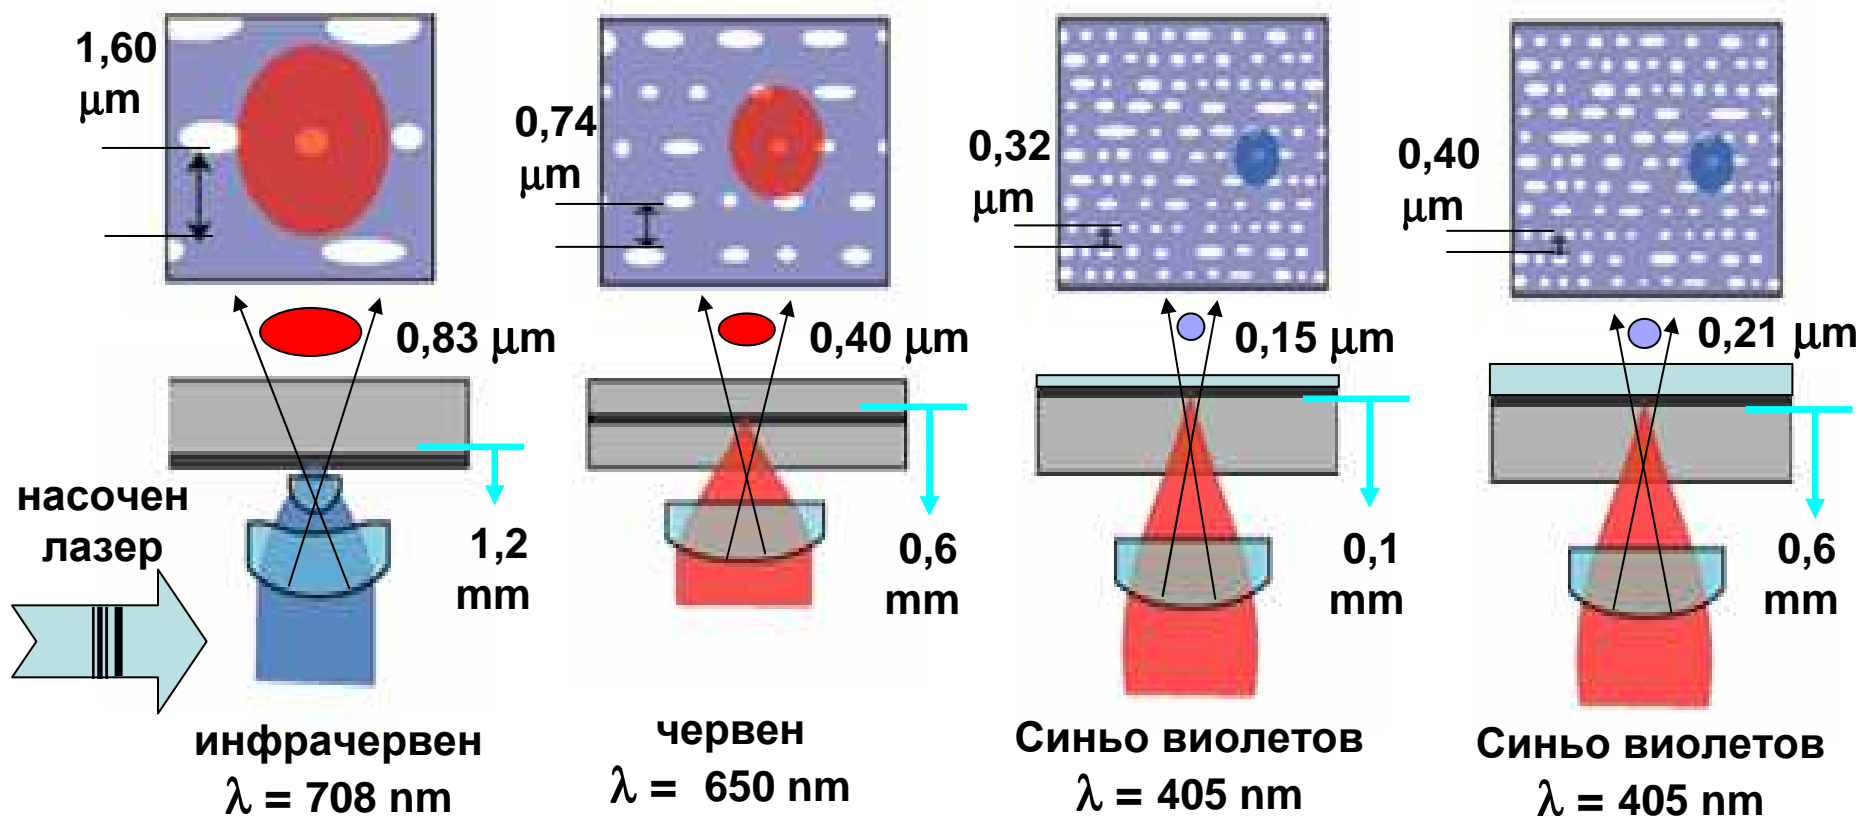 1,60
μm
0,74
μm
0,32
μm
0,40
μm
0,83 μm
0,40 μm
0,15 μm
0,21 μm
насочен
лазер
1,2
mm
0,6
mm
0,1
mm
0,6
mm
инфрачервен
λ = 708 nm
червен
λ = 650 nm
Синьо виолетов
λ = 405 nm
Синьо виолетов
λ = 405 nm